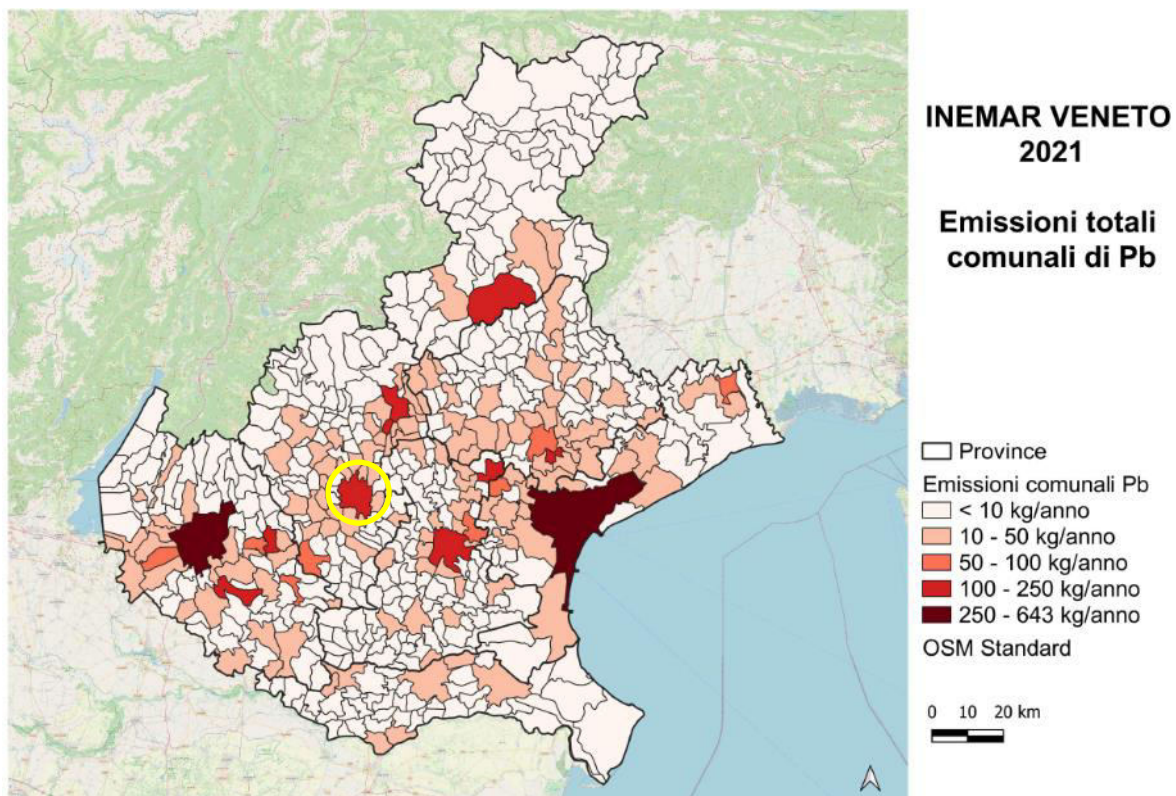 INEMAR VENETO
2021
Emissioni totali
comunali di Pb
Province
Emissioni comunali Pb
< 10 kg/anno
10 - 50 kg/anno
50 - 100 kg/anno
100 - 250 kg/anno
250 - 643 kg/anno
OSM Standard
0 10 20 km